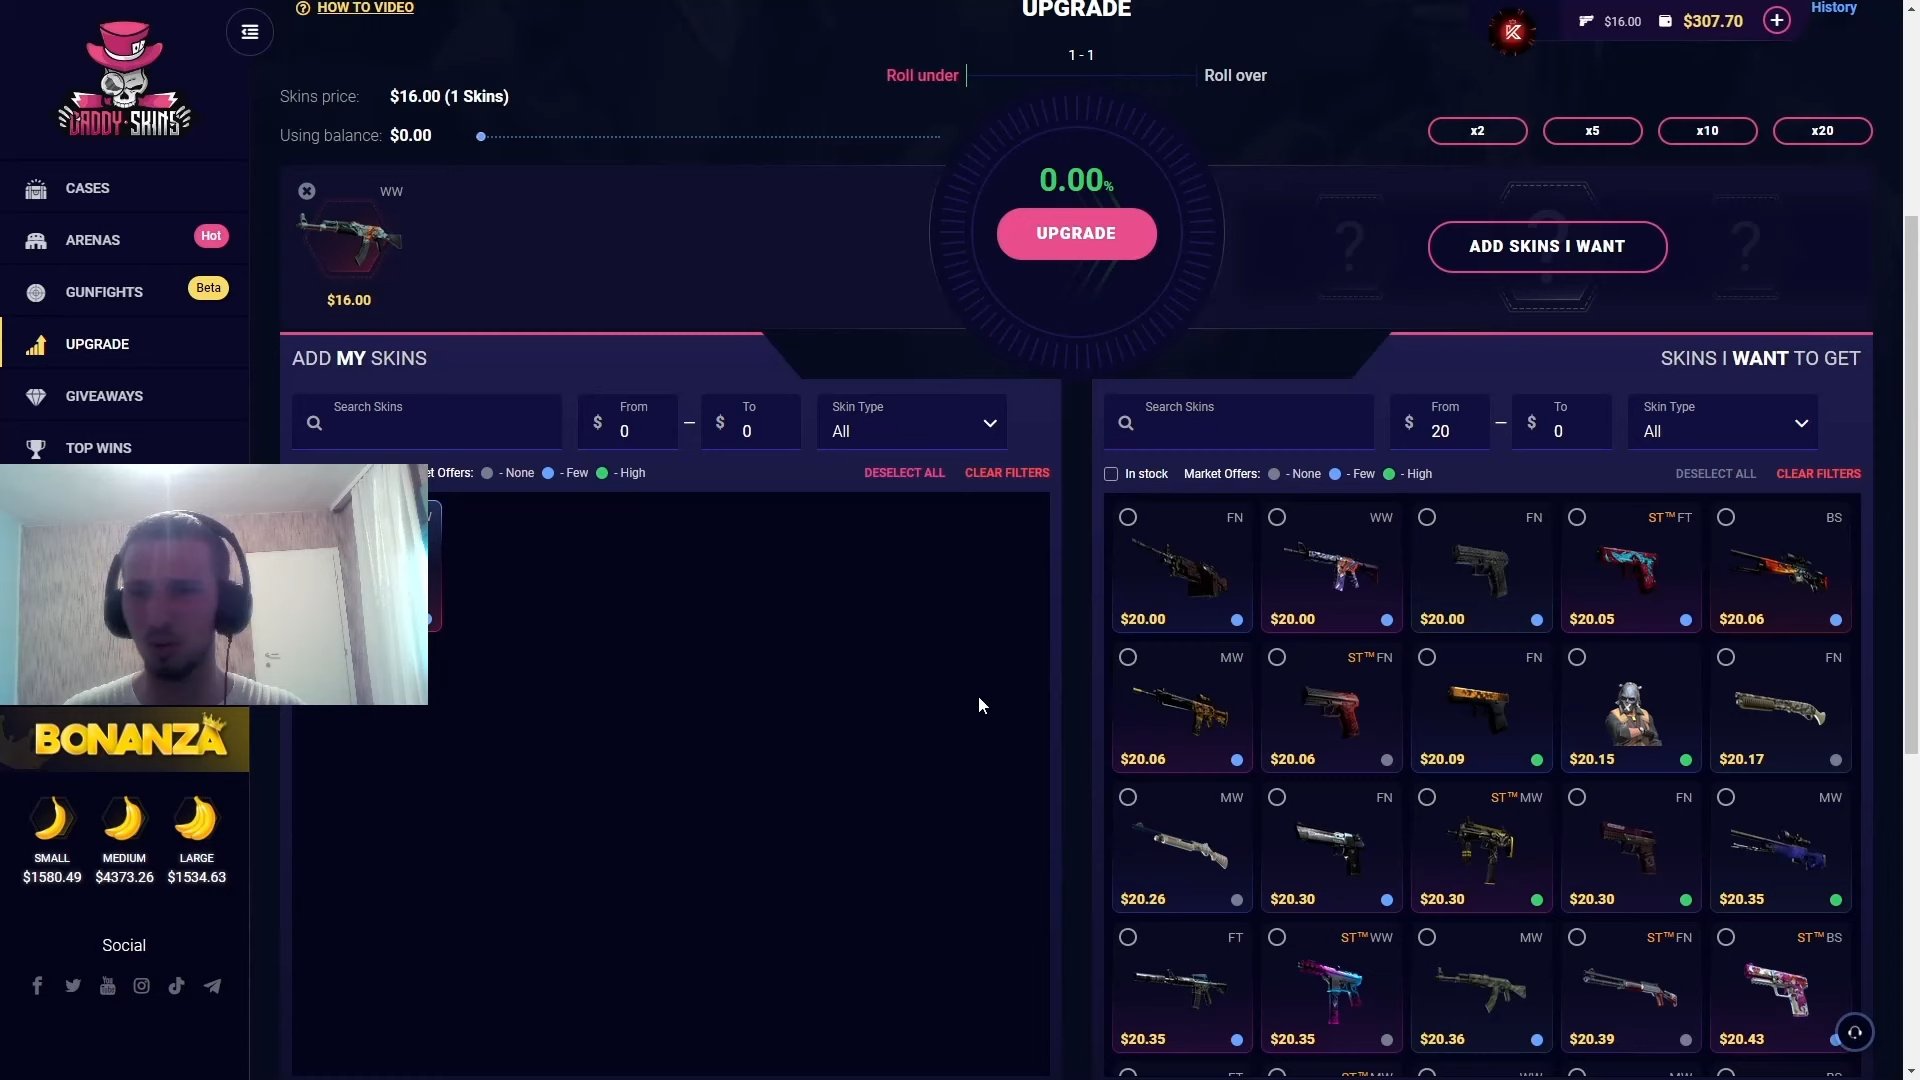 HOW TO VIDEO
UPGRADE
$16.00
$307.70
History
1 - 1
Roll under
Roll over
Skins price: $16.00 (1 Skins)
Using balance: $0.00
x2
x5
x10
x20
DADDY SKINS
CASES
ARENAS
Hot
GUNFIGHTS
Beta
UPGRADE
GIVEAWAYS
TOP WINS
WW
$16.00
0.00%
UPGRADE
ADD SKINS I WANT
? ? ?
ADD MY SKINS
Search Skins
$ From 0 – $ To 0
Skin Type
All
et Offers: - None - Few - High
DESELECT ALL
CLEAR FILTERS
SKINS I WANT TO GET
Search Skins
$ From 20 – $ To 0
Skin Type
All
In stock Market Offers: - None - Few - High
DESELECT ALL
CLEAR FILTERS
FN WW FN ST™ FT BS
$20.00 $20.00 $20.00 $20.05 $20.06
MW ST™ FN FN FN
$20.06 $20.06 $20.09 $20.15 $20.17
MW FN ST™ MW FN MW
$20.26 $20.30 $20.30 $20.30 $20.35
FT ST™ WW MW ST™ FN ST™ BS
$20.35 $20.35 $20.36 $20.39 $20.43
BONANZA
SMALL MEDIUM LARGE
$1580.49 $4373.26 $1534.63
Social